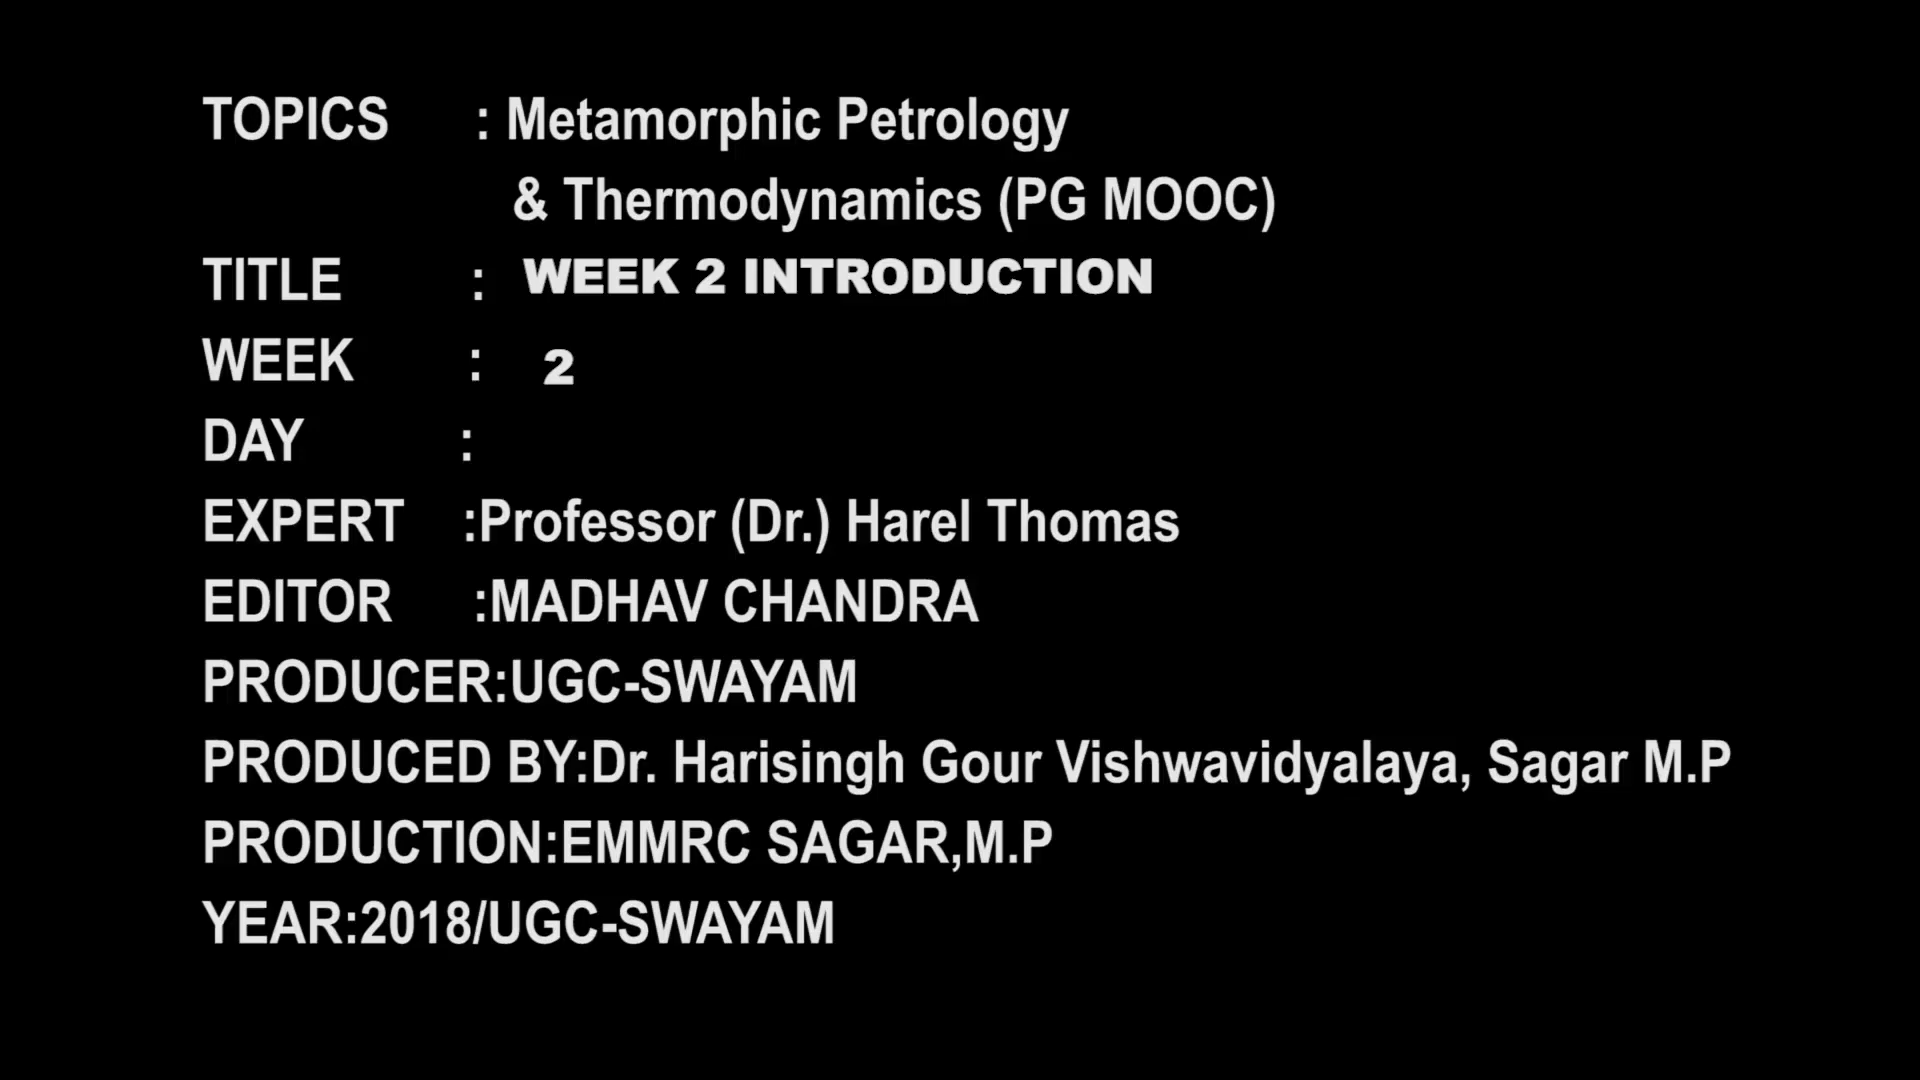 TOPICS : Metamorphic Petrology
& Thermodynamics (PG MOOC)
TITLE : WEEK 2 INTRODUCTION
WEEK : 2
DAY :
EXPERT :Professor (Dr.) Harel Thomas
EDITOR :MADHAV CHANDRA
PRODUCER:UGC-SWAYAM
PRODUCED BY:Dr. Harisingh Gour Vishwavidyalaya, Sagar M.P
PRODUCTION:EMMRC SAGAR,M.P
YEAR:2018/UGC-SWAYAM